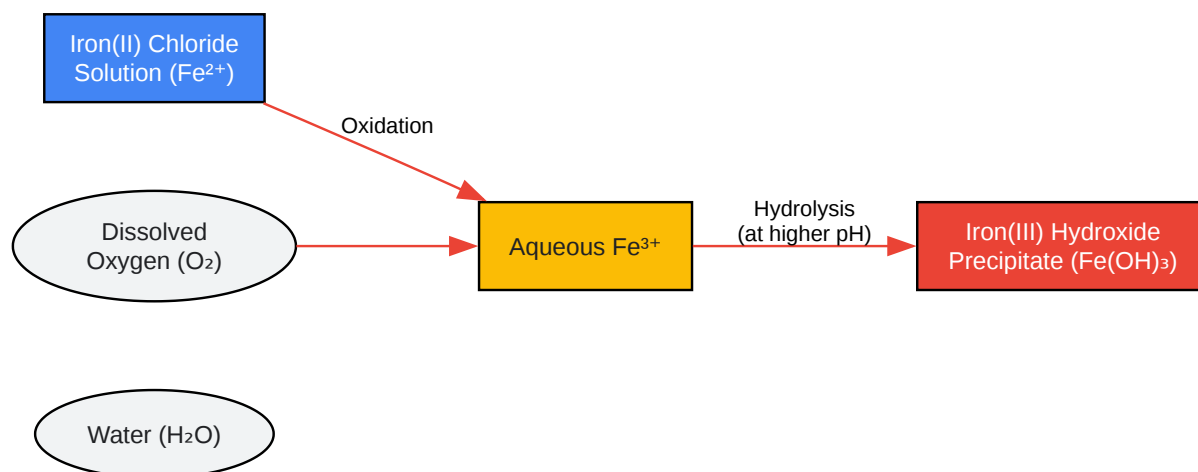 Iron(II) Chloride
Solution (Fe²⁺)
Oxidation
Dissolved
Oxygen (O₂)
Aqueous Fe³⁺
Hydrolysis
(at higher pH)
Iron(III) Hydroxide
Precipitate (Fe(OH)₃)
Water (H₂O)